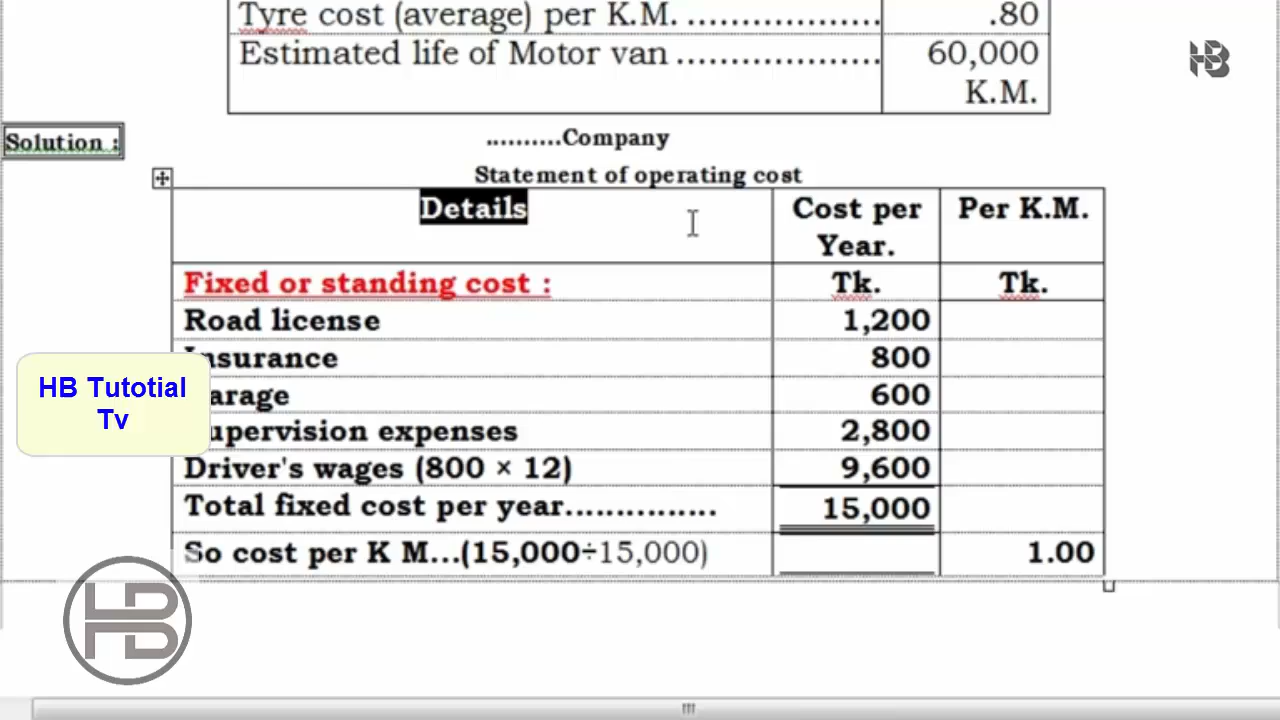 Tyre cost (average) per K.M. .................. .80
Estimated life of Motor van ................... 60,000
K.M.
HB
Solution :
..........Company
Statement of operating cost
Details Cost per Per K.M.
Year.
Fixed or standing cost : Tk. Tk.
Road license 1,200
nsurance 800
arage 600
upervision expenses 2,800
Driver's wages (800 × 12) 9,600
Total fixed cost per year............... 15,000
So cost per K M...(15,000÷15,000) 1.00
HB Tutotial
Tv
HB